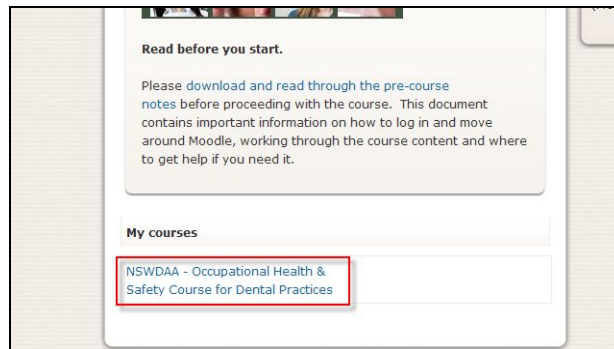 Read before you start.
Please download and read through the pre-course
notes before proceeding with the course. This document
contains important information on how to log in and move
around Moodle, working through the course content and where
to get help if you need it.
My courses
NSWDAA - Occupational Health &
Safety Course for Dental Practices